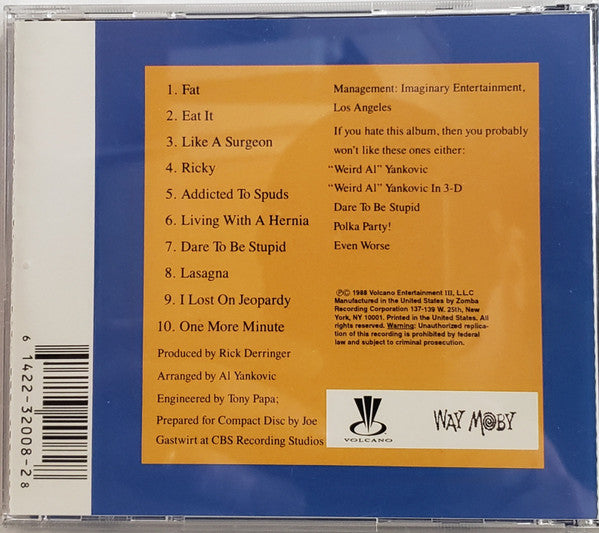 1. Fat
2. Eat It
3. Like A Surgeon
4. Ricky
5. Addicted To Spuds
6. Living With A Hernia
7. Dare To Be Stupid
8. Lasagna
9. I Lost On Jeopardy
10. One More Minute
Produced by Rick Derringer
Arranged by Al Yankovic
Engineered by Tony Papa;
Prepared for Compact Disc by Joe
Gastwirt at CBS Recording Studios
Management: Imaginary Entertainment,
Los Angeles
If you hate this album, then you probably
won't like these ones either:
"Weird Al" Yankovic
"Weird Al" Yankovic In 3-D
Dare To Be Stupid
Polka Party!
Even Worse
℗© 1988 Volcano Entertainment III, L.L.C
Manufactured in the United States by Zomba
Recording Corporation 137-139 W. 25th, New
York, NY 10001. Printed in the United States. All
rights reserved. Warning: Unauthorized replica-
tion of this recording is prohibited by federal
law and subject to criminal prosecution.
VOLCANO
WAY M@BY
6 14422-32008-2 8